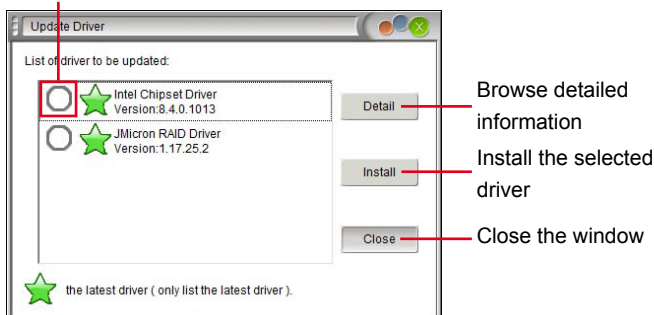 Update Driver
List of driver to be updated:
Intel Chipset Driver
Version:8.4.0.1013
JMicron RAID Driver
Version:1.17.25.2
Detail
Install
Close
the latest driver ( only list the latest driver ).
Browse detailed
information
Install the selected
driver
Close the window